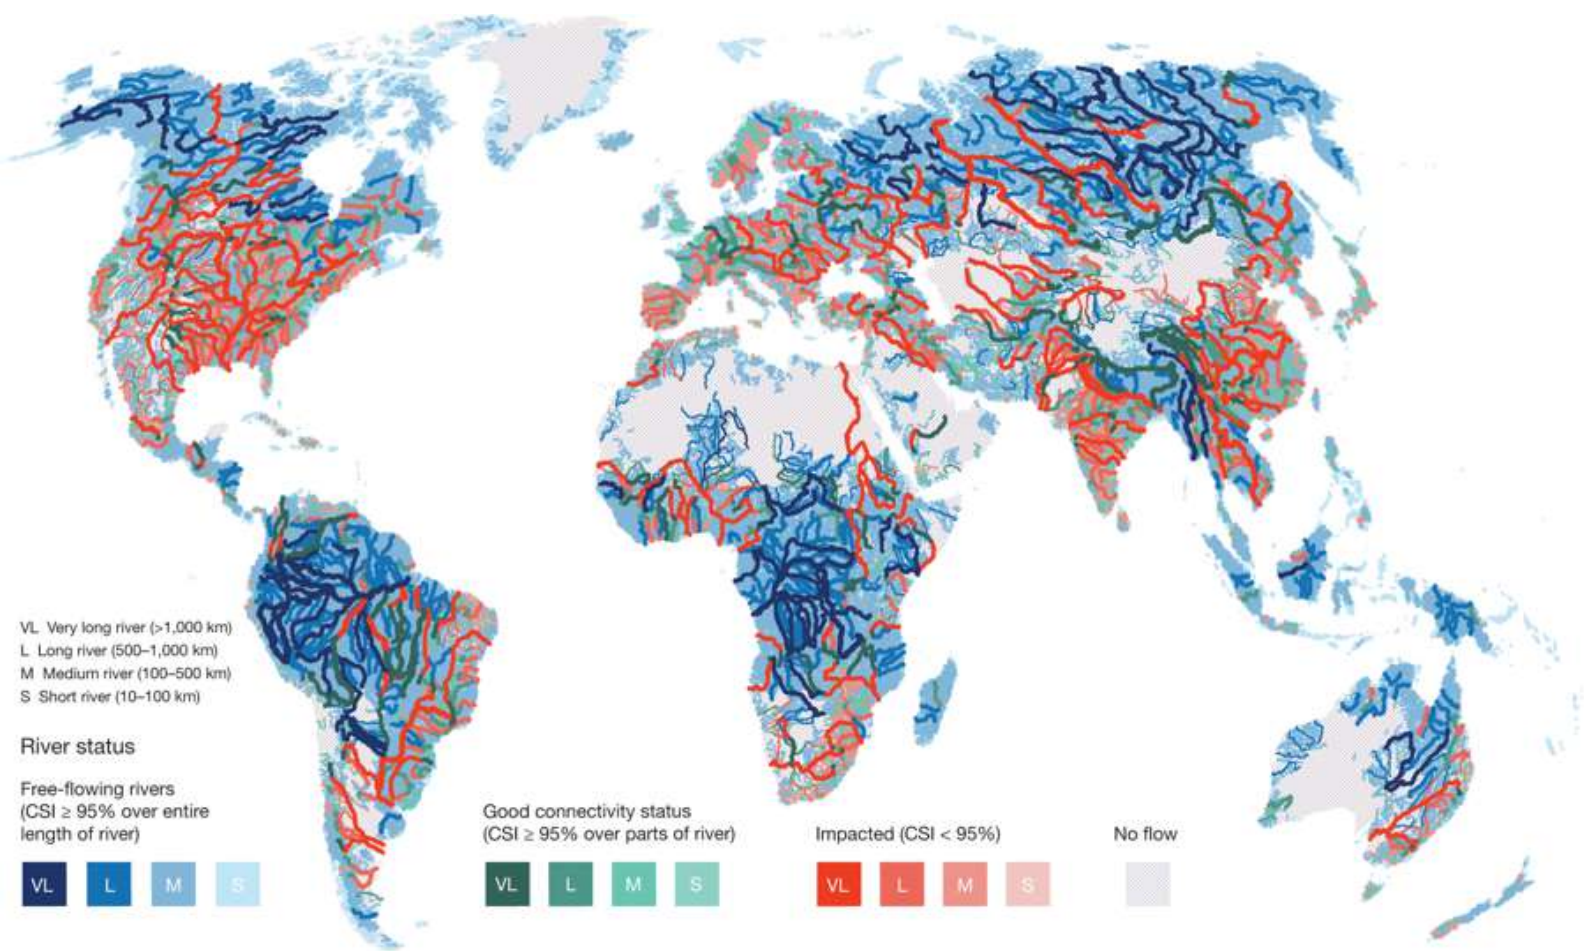 VL Very long river (>1,000 km)
L Long river (500–1,000 km)
M Medium river (100–500 km)
S Short river (10–100 km)
River status
Free-flowing rivers
(CSI ≥ 95% over entire
length of river)
VL L M S
Good connectivity status
(CSI ≥ 95% over parts of river)
VL L M S
Impacted (CSI < 95%)
VL L M S
No flow